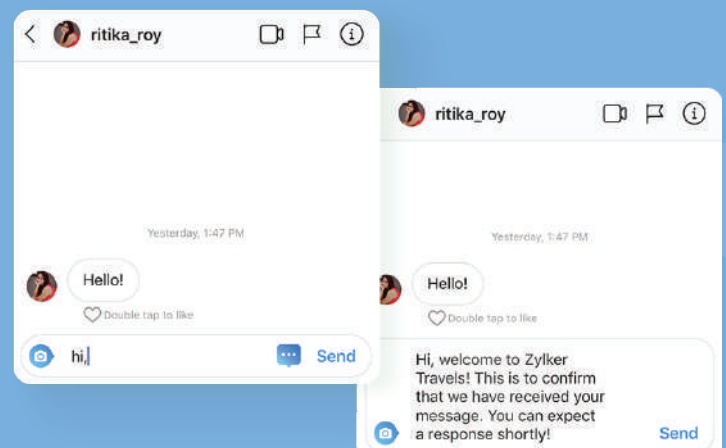 ritika_roy
Yesterday, 1:47 PM
Hello!
Double tap to like
hi,
Send
ritika_roy
Yesterday, 1:47 PM
Hello!
Double tap to like
Hi, welcome to Zylker
Travels! This is to confirm
that we have received your
message. You can expect
a response shortly!
Send